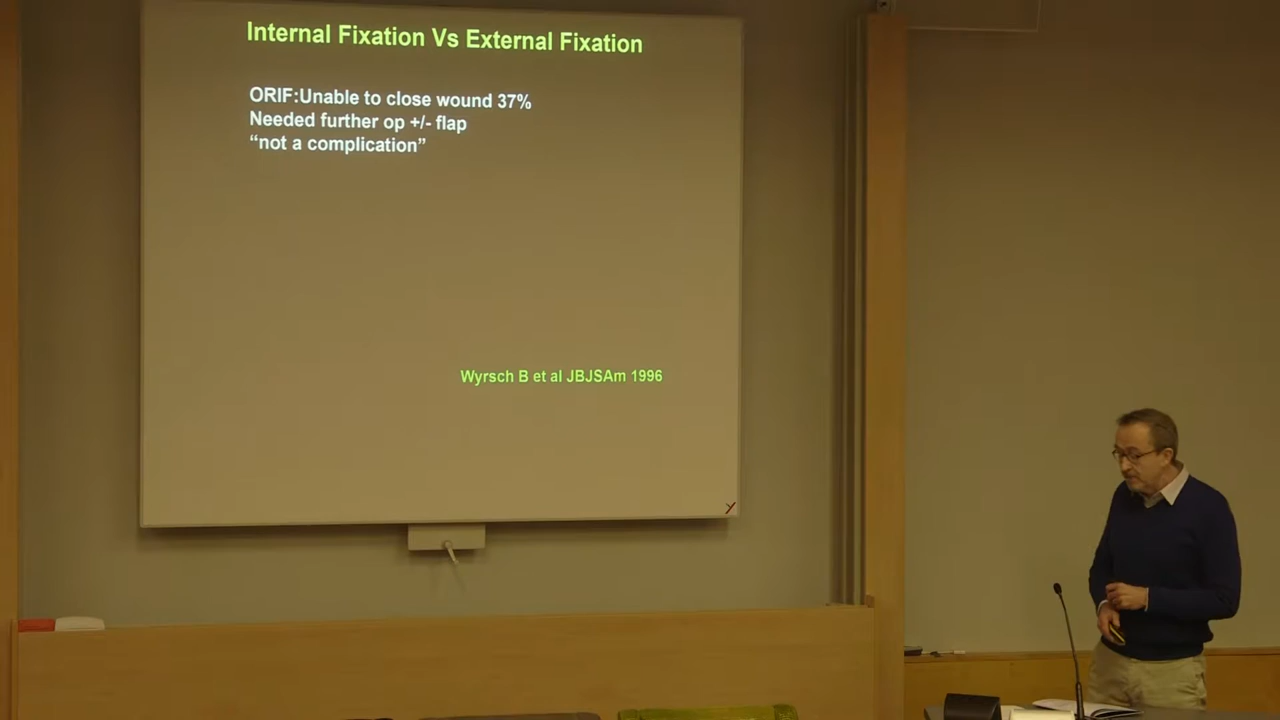 Internal Fixation Vs External Fixation
ORIF:Unable to close wound 37%
Needed further op +/- flap
“not a complication”
Wyrsch B et al JBJSAm 1996